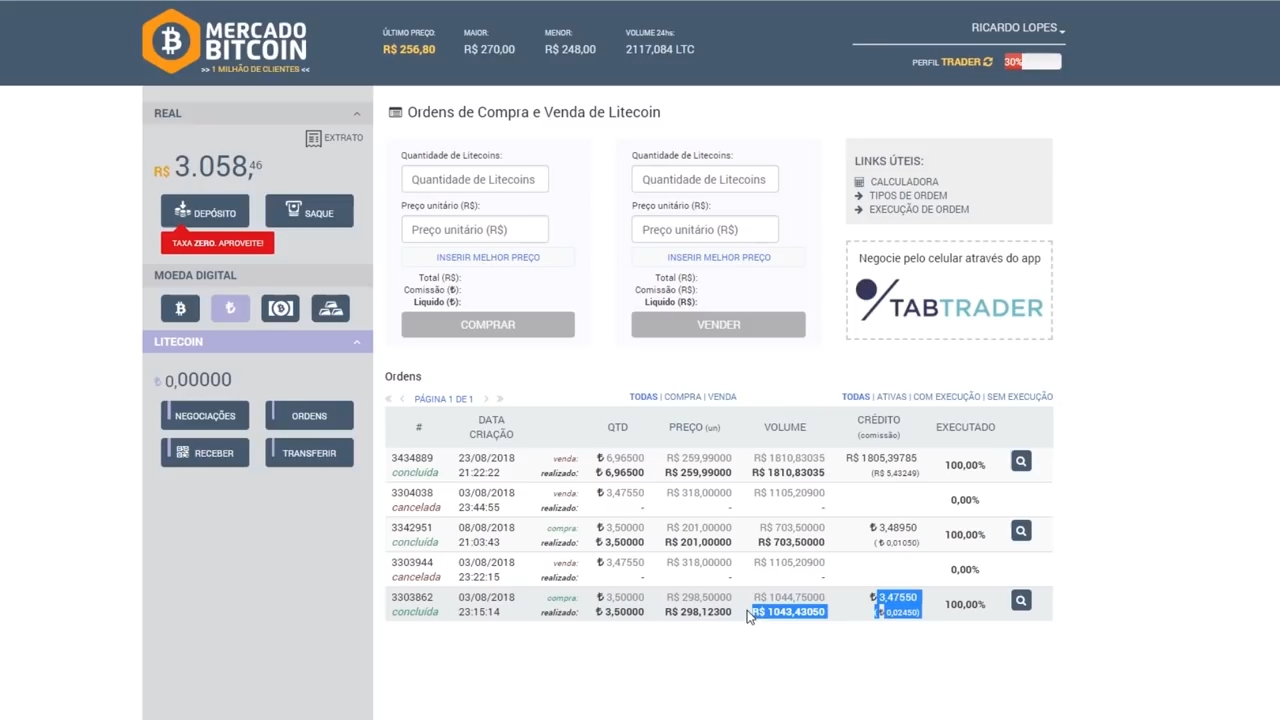 MERCADO
BITCOIN
>> 1 MILHÃO DE CLIENTES <<
ÚLTIMO PREÇO:
R$ 256,80
MAIOR:
R$ 270,00
MENOR:
R$ 248,00
VOLUME 24hs:
2117,084 LTC
RICARDO LOPES
PERFIL TRADER
30%
REAL
EXTRATO
R$ 3.058,46
DEPÓSITO
SAQUE
TAXA ZERO. APROVEITE!
MOEDA DIGITAL
LITECOIN
Ł 0,00000
NEGOCIAÇÕES
ORDENS
RECEBER
TRANSFERIR
Ordens de Compra e Venda de Litecoin
Quantidade de Litecoins:
Quantidade de Litecoins
Preço unitário (R$):
Preço unitário (R$)
INSERIR MELHOR PREÇO
Total (R$):
Comissão (Ł):
Liquido (Ł):
COMPRAR
Quantidade de Litecoins:
Quantidade de Litecoins
Preço unitário (R$):
Preço unitário (R$)
INSERIR MELHOR PREÇO
Total (R$):
Comissão (R$):
Liquido (R$):
VENDER
LINKS ÚTEIS:
CALCULADORA
TIPOS DE ORDEM
EXECUÇÃO DE ORDEM
Negocie pelo celular através do app
TABTRADER
Ordens
« ‹ PÁGINA 1 DE 1 › »
TODAS | COMPRA | VENDA
TODAS | ATIVAS | COM EXECUÇÃO | SEM EXECUÇÃO
# DATA CRIAÇÃO QTD PREÇO (un) VOLUME CRÉDITO (comissão) EXECUTADO
3434889 23/08/2018 venda: Ł 6,96500 R$ 259,99000 R$ 1810,83035 R$ 1805,39785
concluída 21:22:22 realizado: Ł 6,96500 R$ 259,99000 R$ 1810,83035 (R$ 5,43249) 100,00%
3304038 03/08/2018 venda: Ł 3,47550 R$ 318,00000 R$ 1105,20900
cancelada 23:44:55 realizado: - - - 0,00%
3342951 08/08/2018 compra: Ł 3,50000 R$ 201,00000 R$ 703,50000 Ł 3,48950
concluída 21:03:43 realizado: Ł 3,50000 R$ 201,00000 R$ 703,50000 ( Ł 0,01050) 100,00%
3303944 03/08/2018 venda: Ł 3,47550 R$ 318,00000 R$ 1105,20900
cancelada 23:22:15 realizado: - - - 0,00%
3303862 03/08/2018 compra: Ł 3,50000 R$ 298,50000 R$ 1044,75000 Ł 3,47550
concluída 23:15:14 realizado: Ł 3,50000 R$ 298,12300 R$ 1043,43050 ( Ł 0,02450) 100,00%